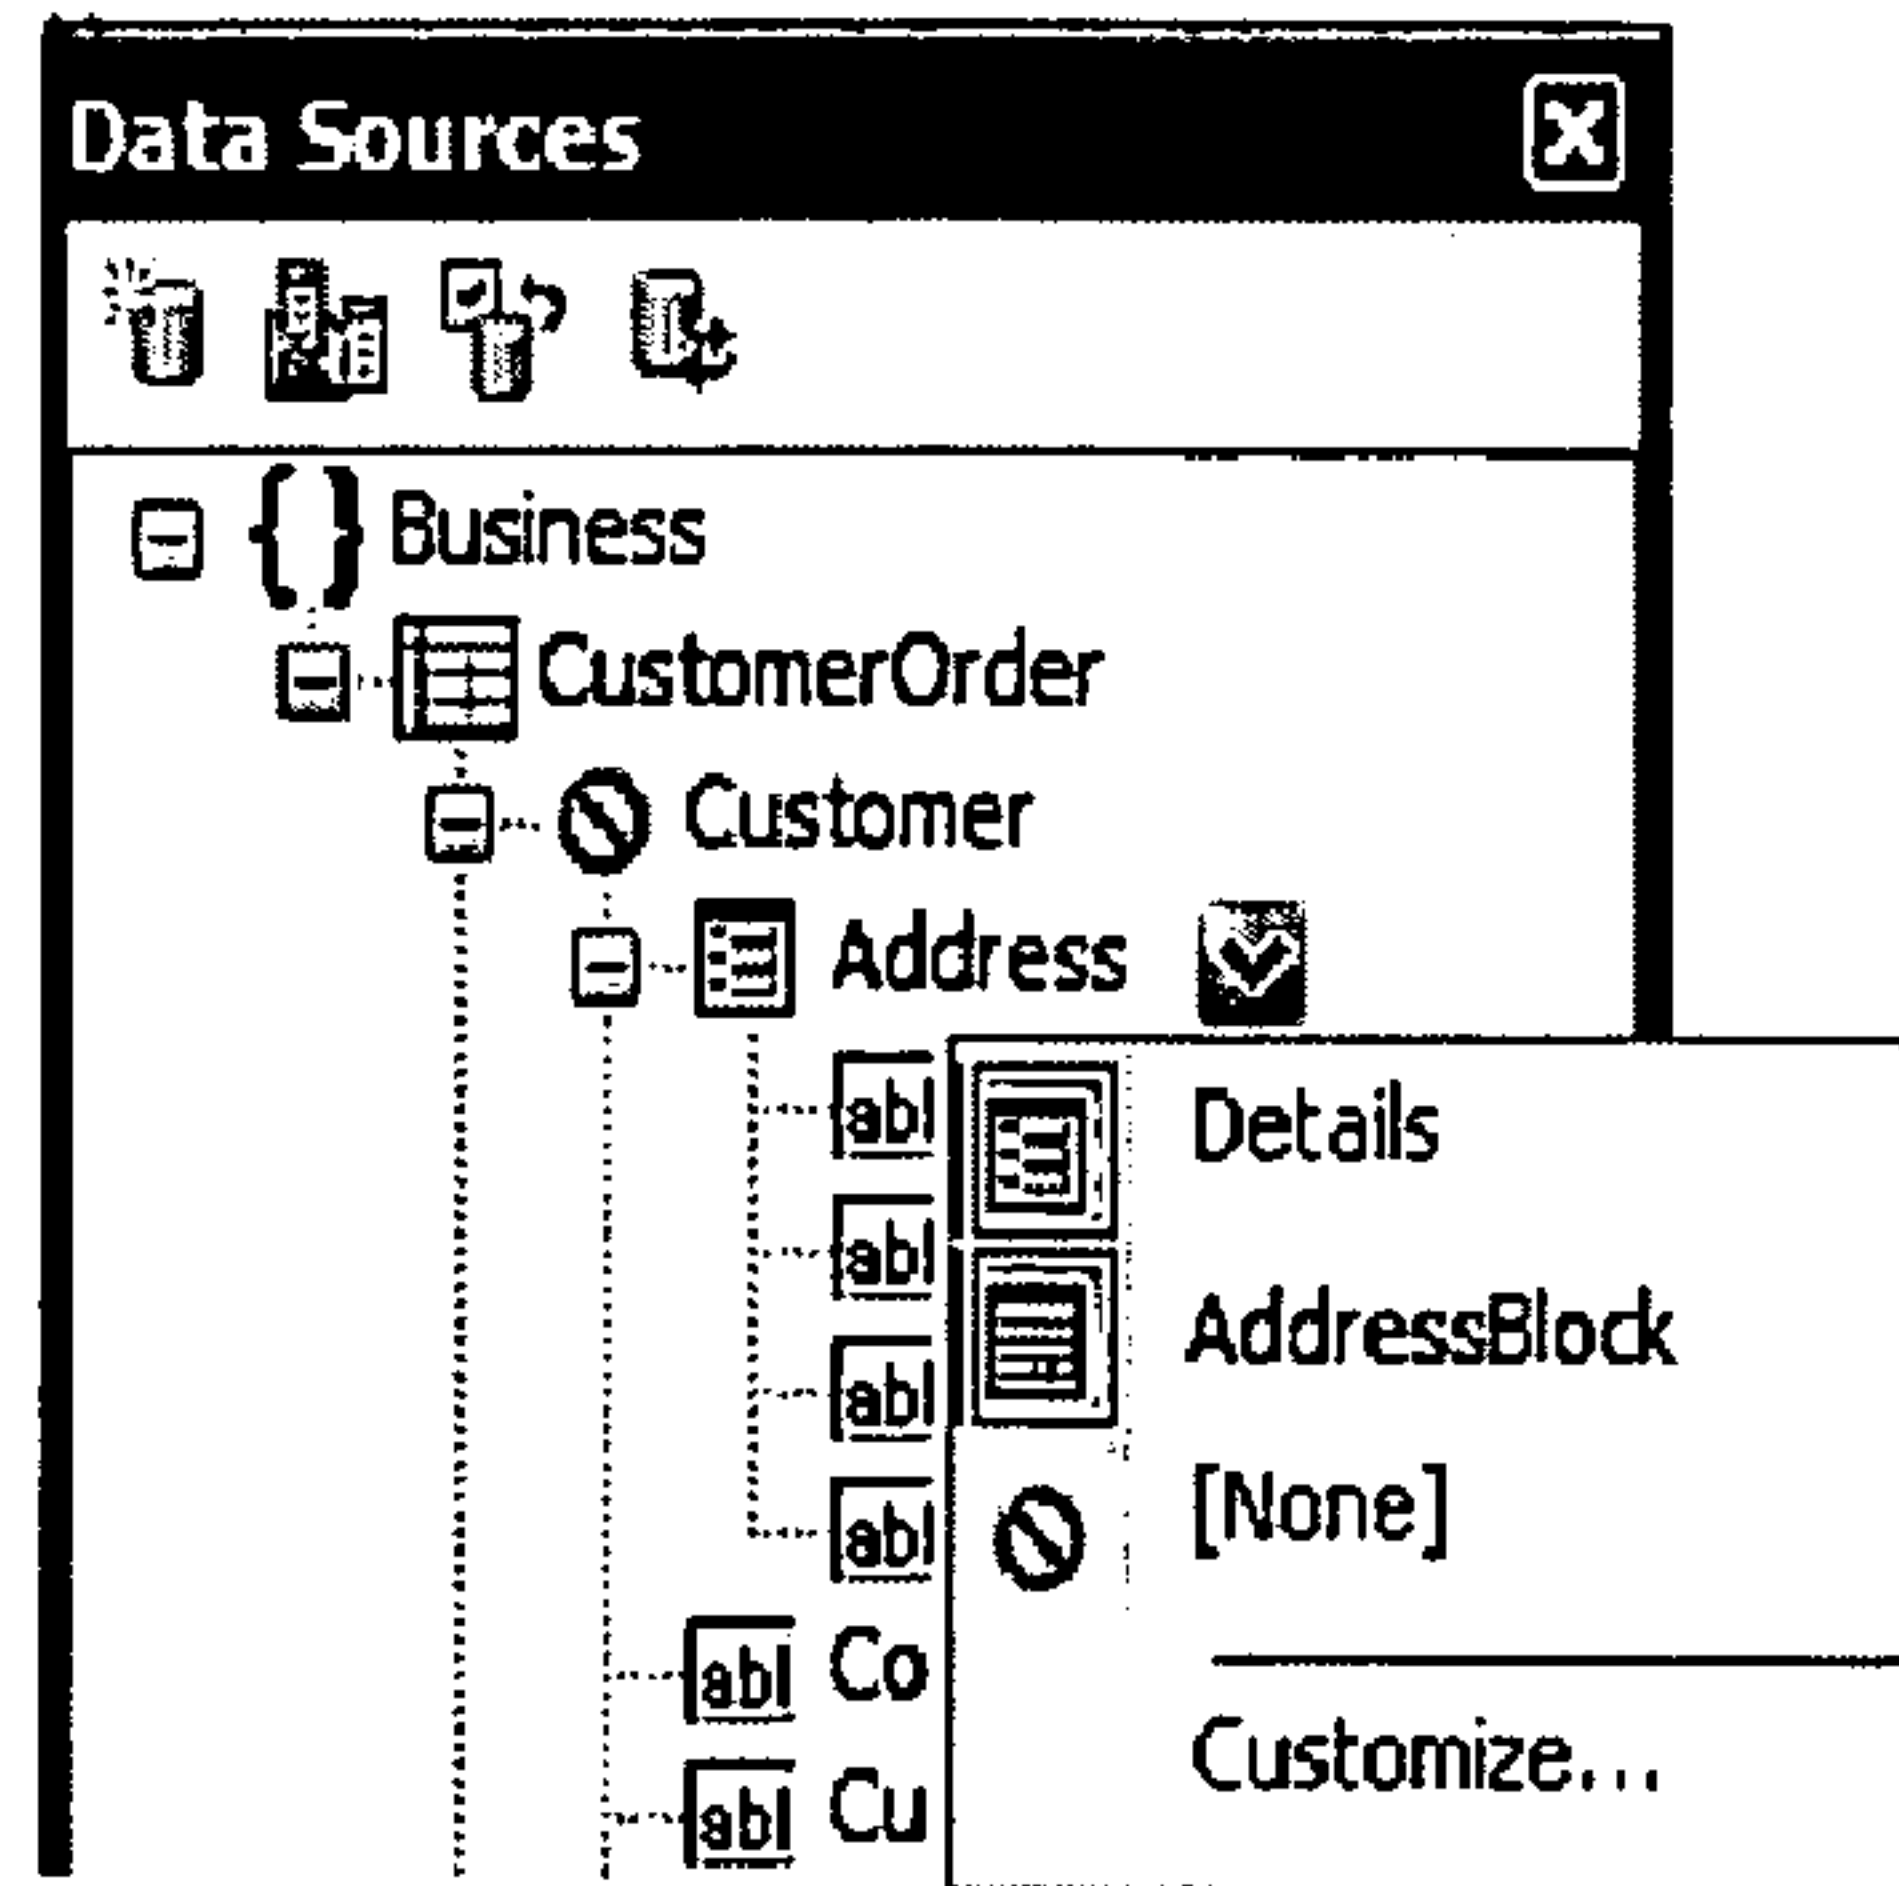 Data Sources
{ } Business
CustomerOrder
Customer
Address
abl
Details
abl
AddressBlock
abl
[None]
abl
abl Co
Customize...
abl Cu